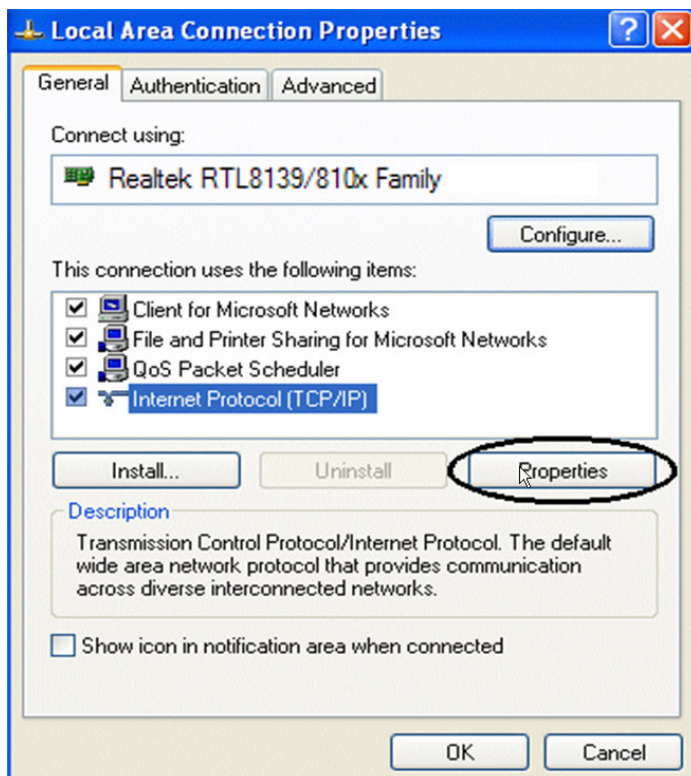 Local Area Connection Properties
General Authentication Advanced
Connect using:
Realtek RTL8139/810x Family
Configure...
This connection uses the following items:
Client for Microsoft Networks
File and Printer Sharing for Microsoft Networks
QoS Packet Scheduler
Internet Protocol (TCP/IP)
Install... Uninstall Properties
Description
Transmission Control Protocol/Internet Protocol. The default
wide area network protocol that provides communication
across diverse interconnected networks.
Show icon in notification area when connected
OK Cancel